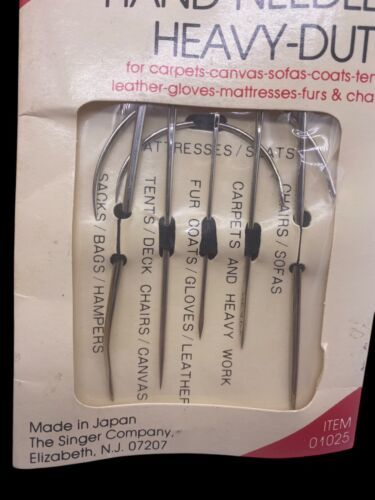 HAND NEEDLE
HEAVY-DUT
for carpets-canvas-sofas-coats-ten
leather-gloves-mattresses-furs & cha
MATTRESSES/SEATS
SACKS/BAGS/HAMPERS
TENTS/DECK CHAIRS/CANVAS
FUR COATS/GLOVES/LEATHER
CARPETS AND HEAVY WORK
CHAIRS/SOFAS
Made in Japan
The Singer Company,
Elizabeth, N.J. 07207
ITEM
01025